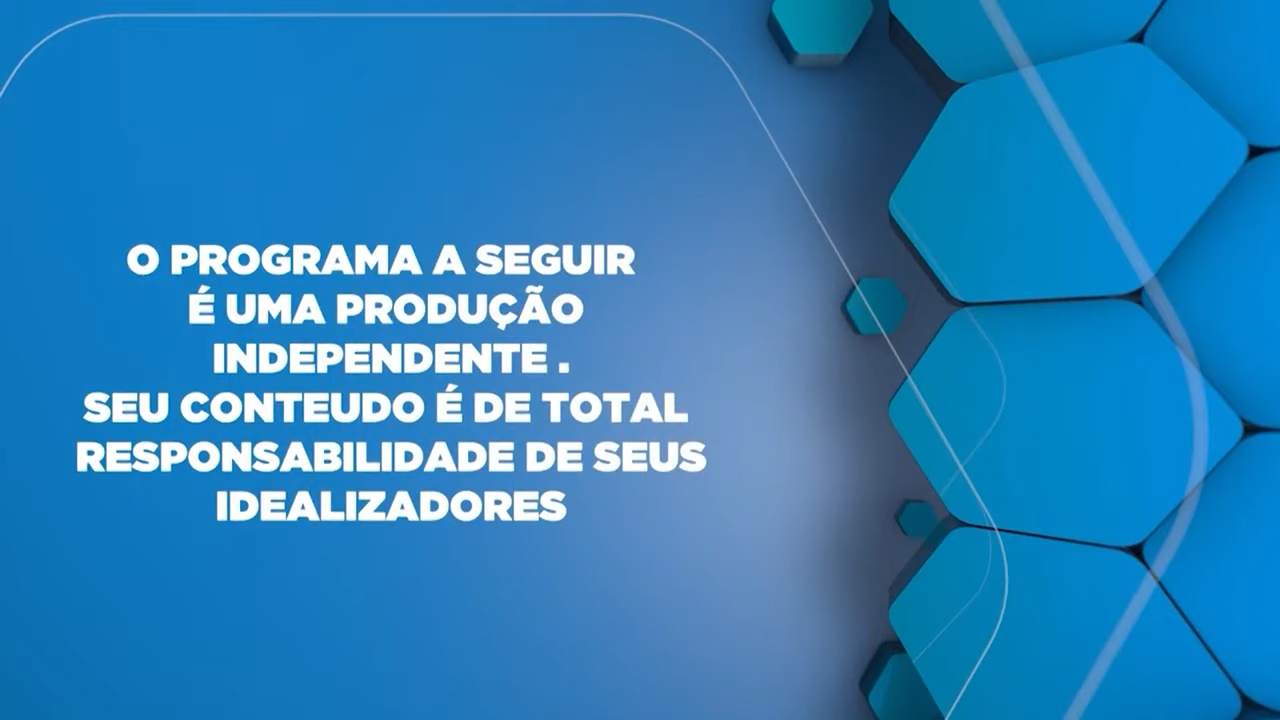 O PROGRAMA A SEGUIR
É UMA PRODUÇÃO
INDEPENDENTE .
SEU CONTEUDO É DE TOTAL
RESPONSABILIDADE DE SEUS
IDEALIZADORES